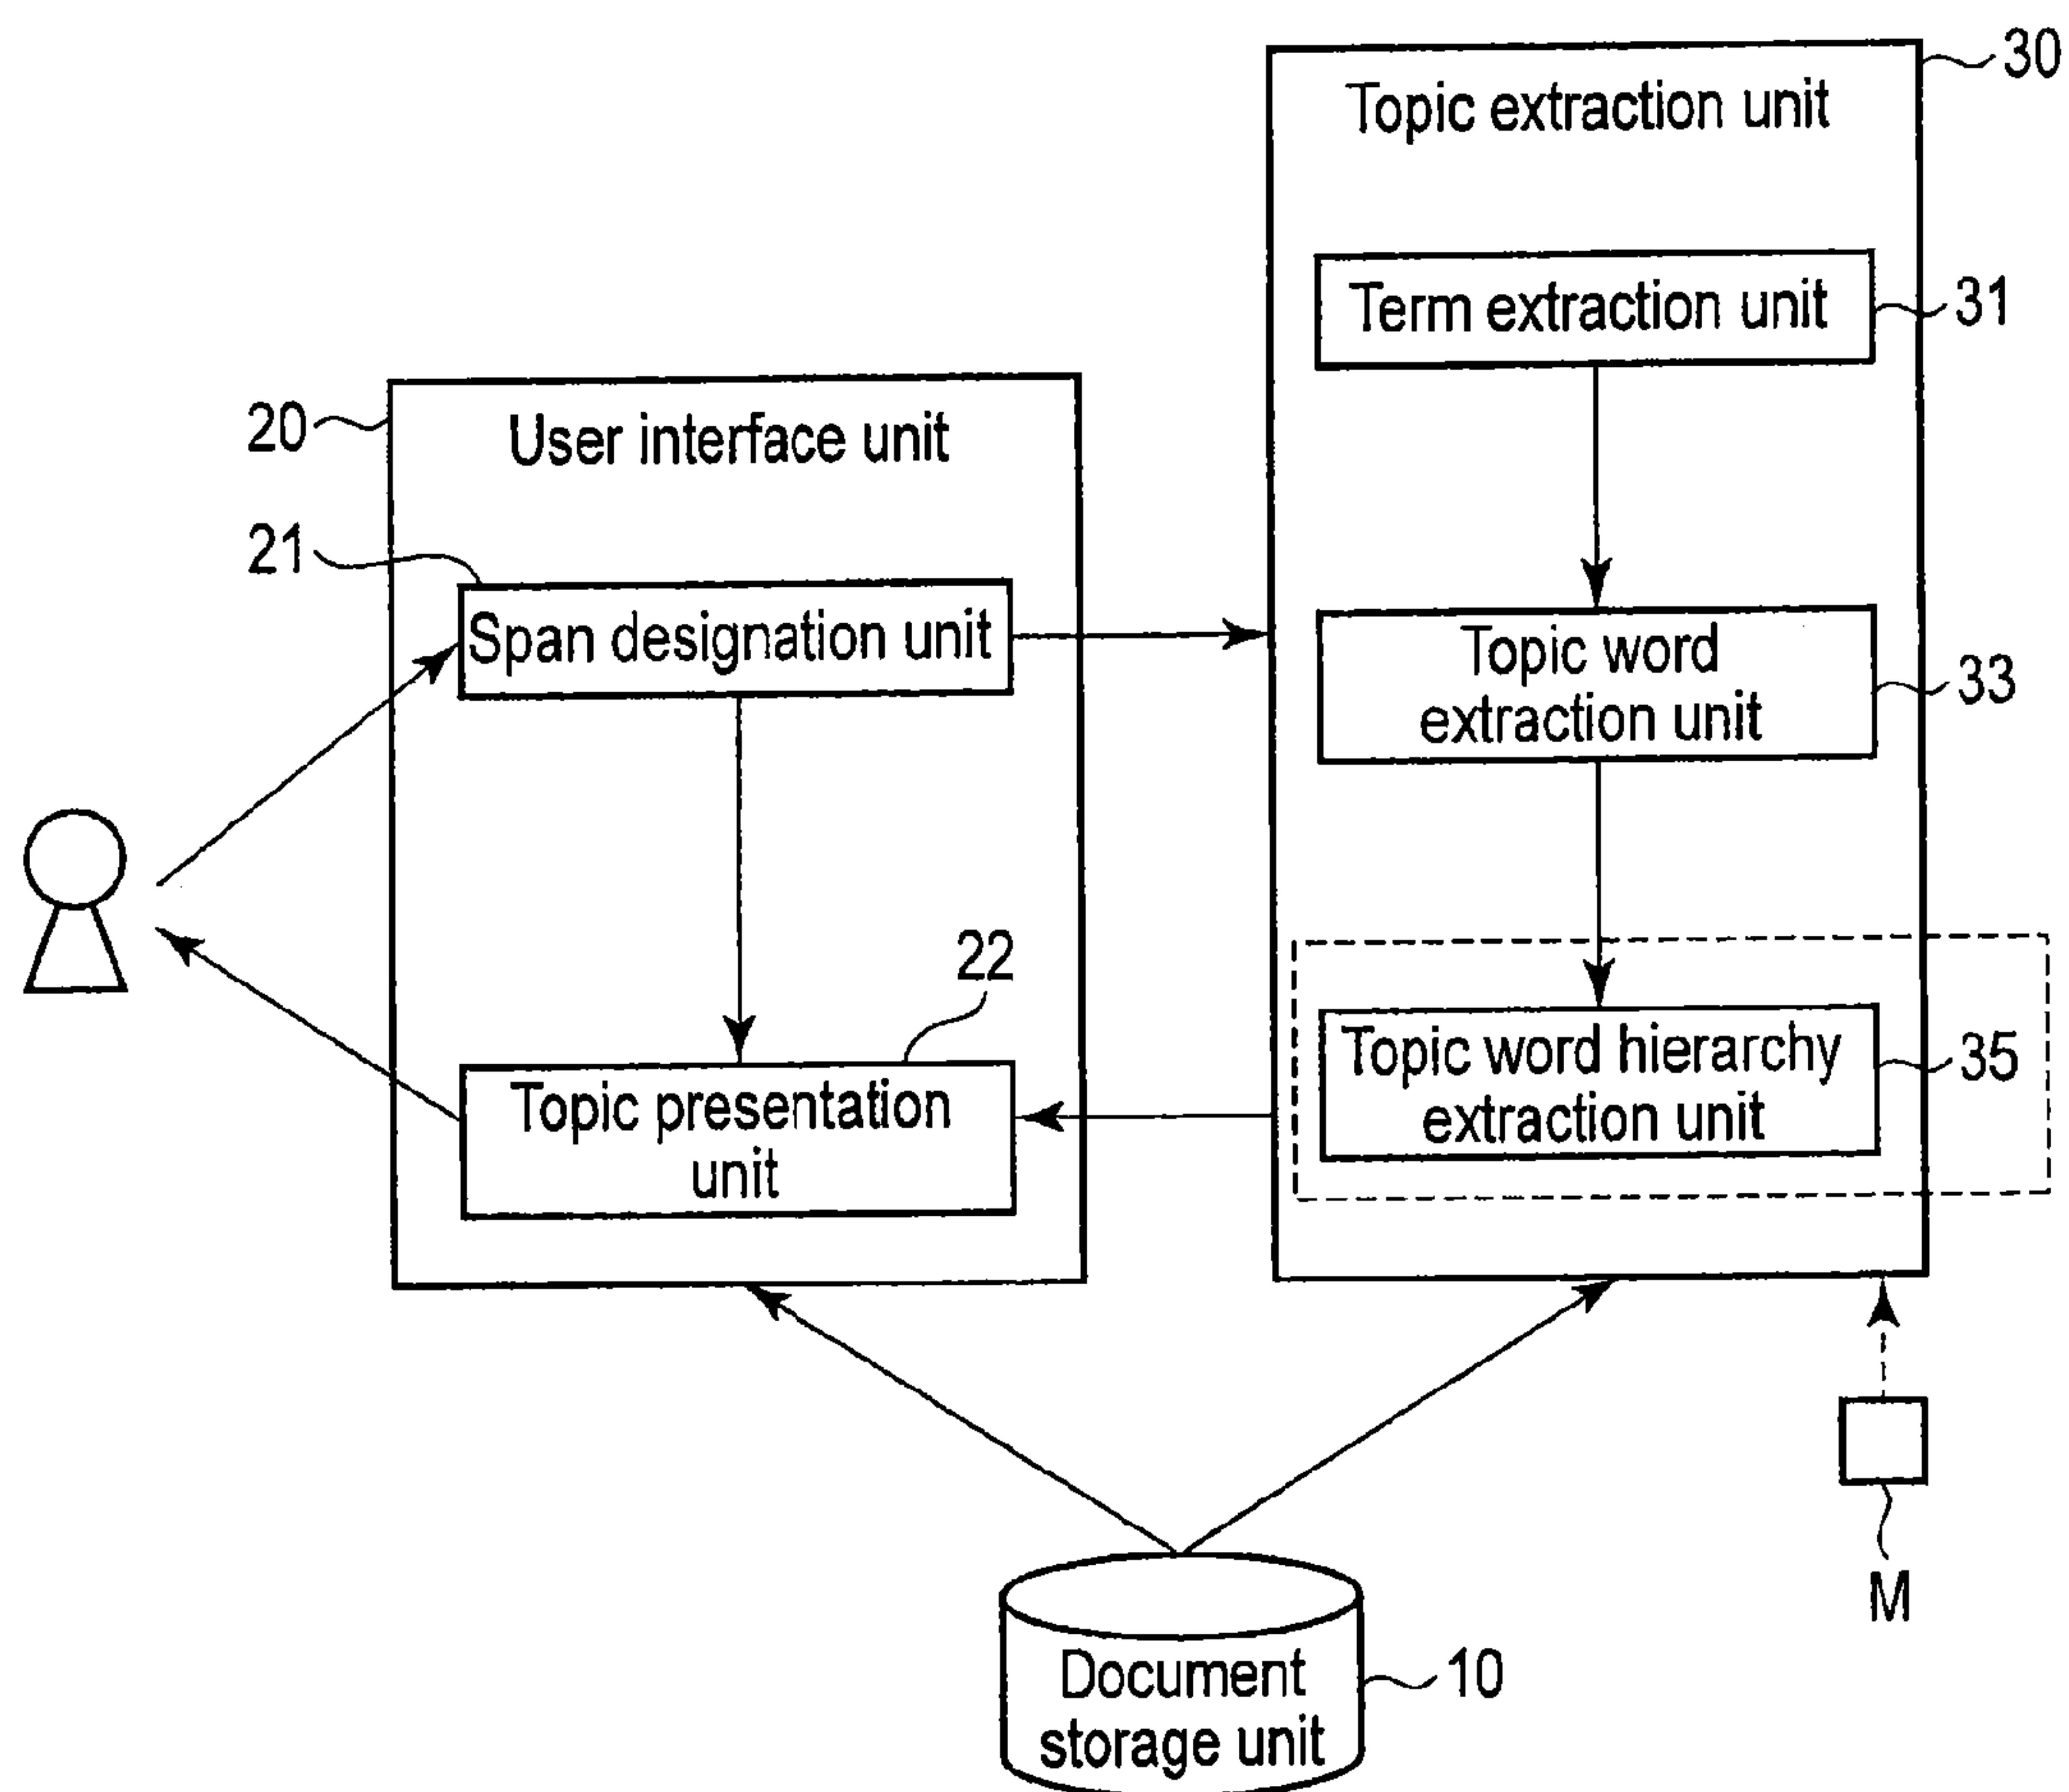 30
Topic extraction unit
Term extraction unit
31
20
User interface unit
21
Span designation unit
Topic word
extraction unit
33
22
Topic word hierarchy
extraction unit
35
Topic presentation
unit
M
Document
storage unit
10